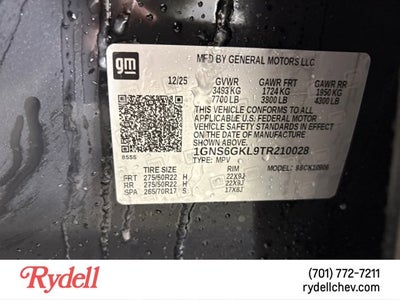 gm
MFD BY GENERAL MOTORS LLC
12/25 GVWR GAWR FRT GAWR RR
3493 KG 1724 KG 1950 KG
7700 LB 3800 LB 4300 LB
THIS VEHICLE CONFORMS TO ALL
APPLICABLE U.S. FEDERAL MOTOR
VEHICLE SAFETY
STANDARDS IN EFFECT ON THE DATE OF
MANUFACTURE SHOWN ABOVE.
1GNS6GKL9TR210028
TYPE: MPV
8555
TIRE SIZE RIM
FRT 275/50R22 H 22X9J
RR 275/50R22 H 22X9J
SPA 265/70R17 S 17X8J
Rydell
(701) 772-7211
rydellchev.com